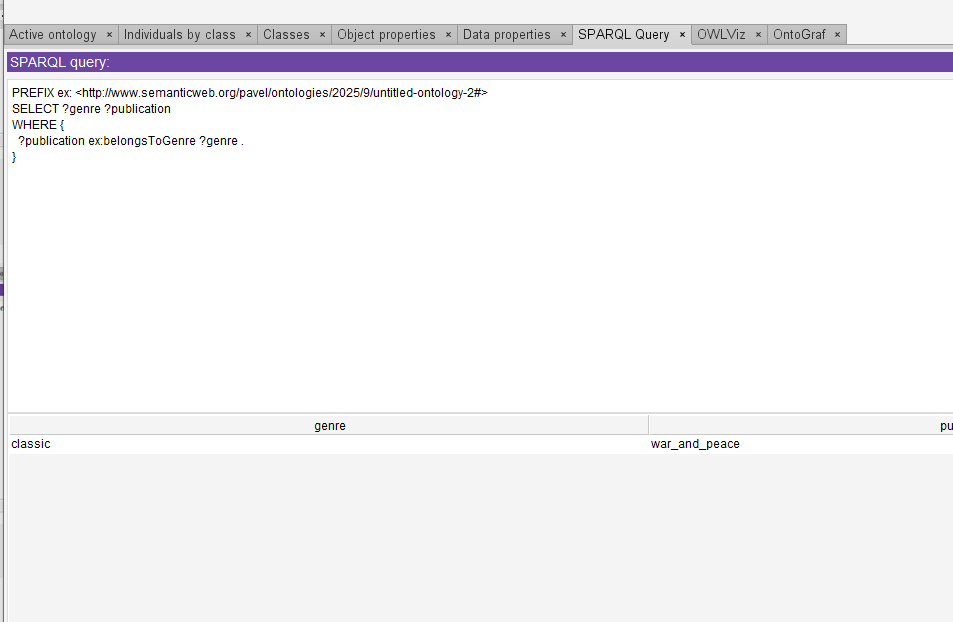 Active ontology × Individuals by class × Classes × Object properties × Data properties × SPARQL Query × OWLViz × OntoGraf ×
SPARQL query:
PREFIX ex: <http://www.semanticweb.org/pavel/ontologies/2025/9/untitled-ontology-2#>
SELECT ?genre ?publication
WHERE {
?publication ex:belongsToGenre ?genre .
}
genre pu
classic war_and_peace